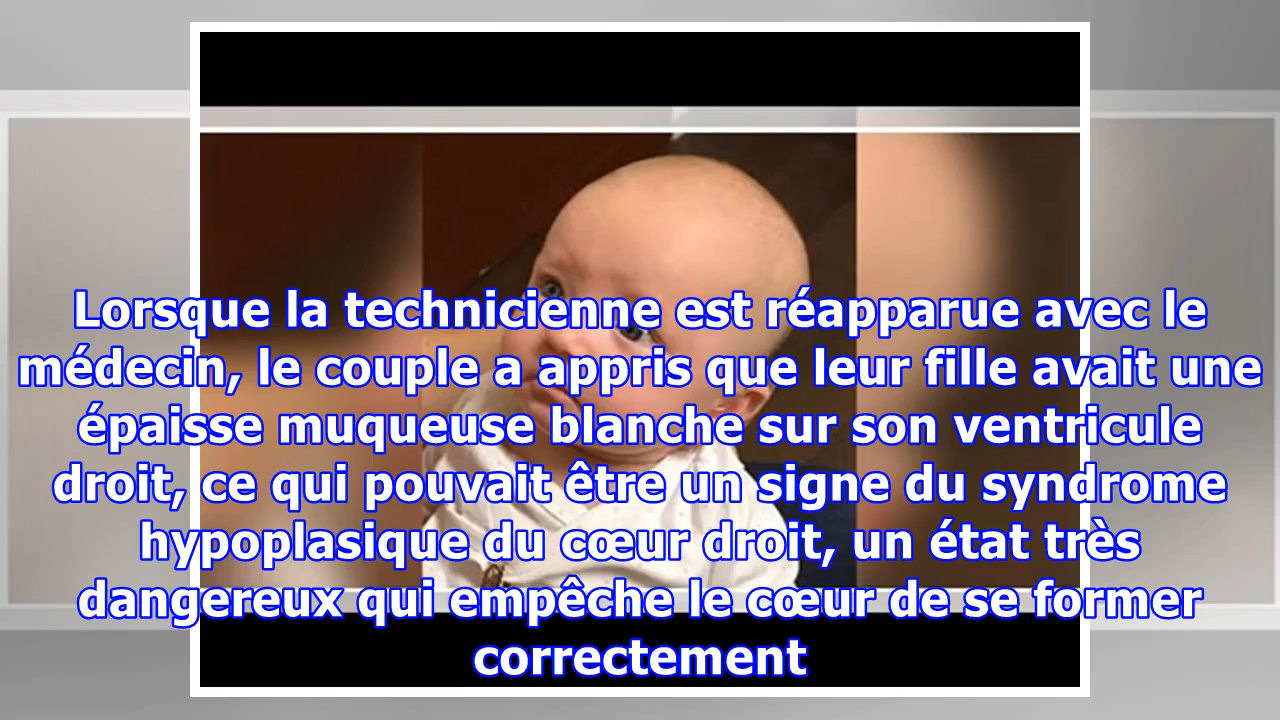 Lorsque la technicienne est réapparue avec le
médecin, le couple a appris que leur fille avait une
épaisse muqueuse blanche sur son ventricule
droit, ce qui pouvait être un signe du syndrome
hypoplasique du cœur droit, un état très
dangereux qui empêche le cœur de se former
correctement